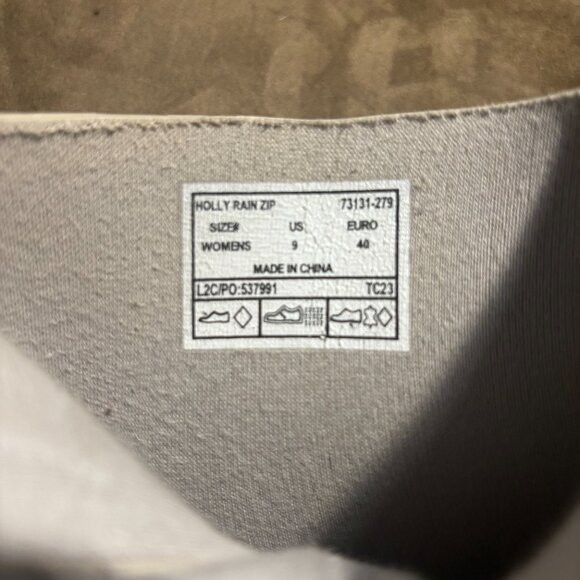 HOLLY RAIN ZIP 73131-279
SIZE# US EURO
WOMENS 9 40
MADE IN CHINA
L2C/PO:537991 TC23